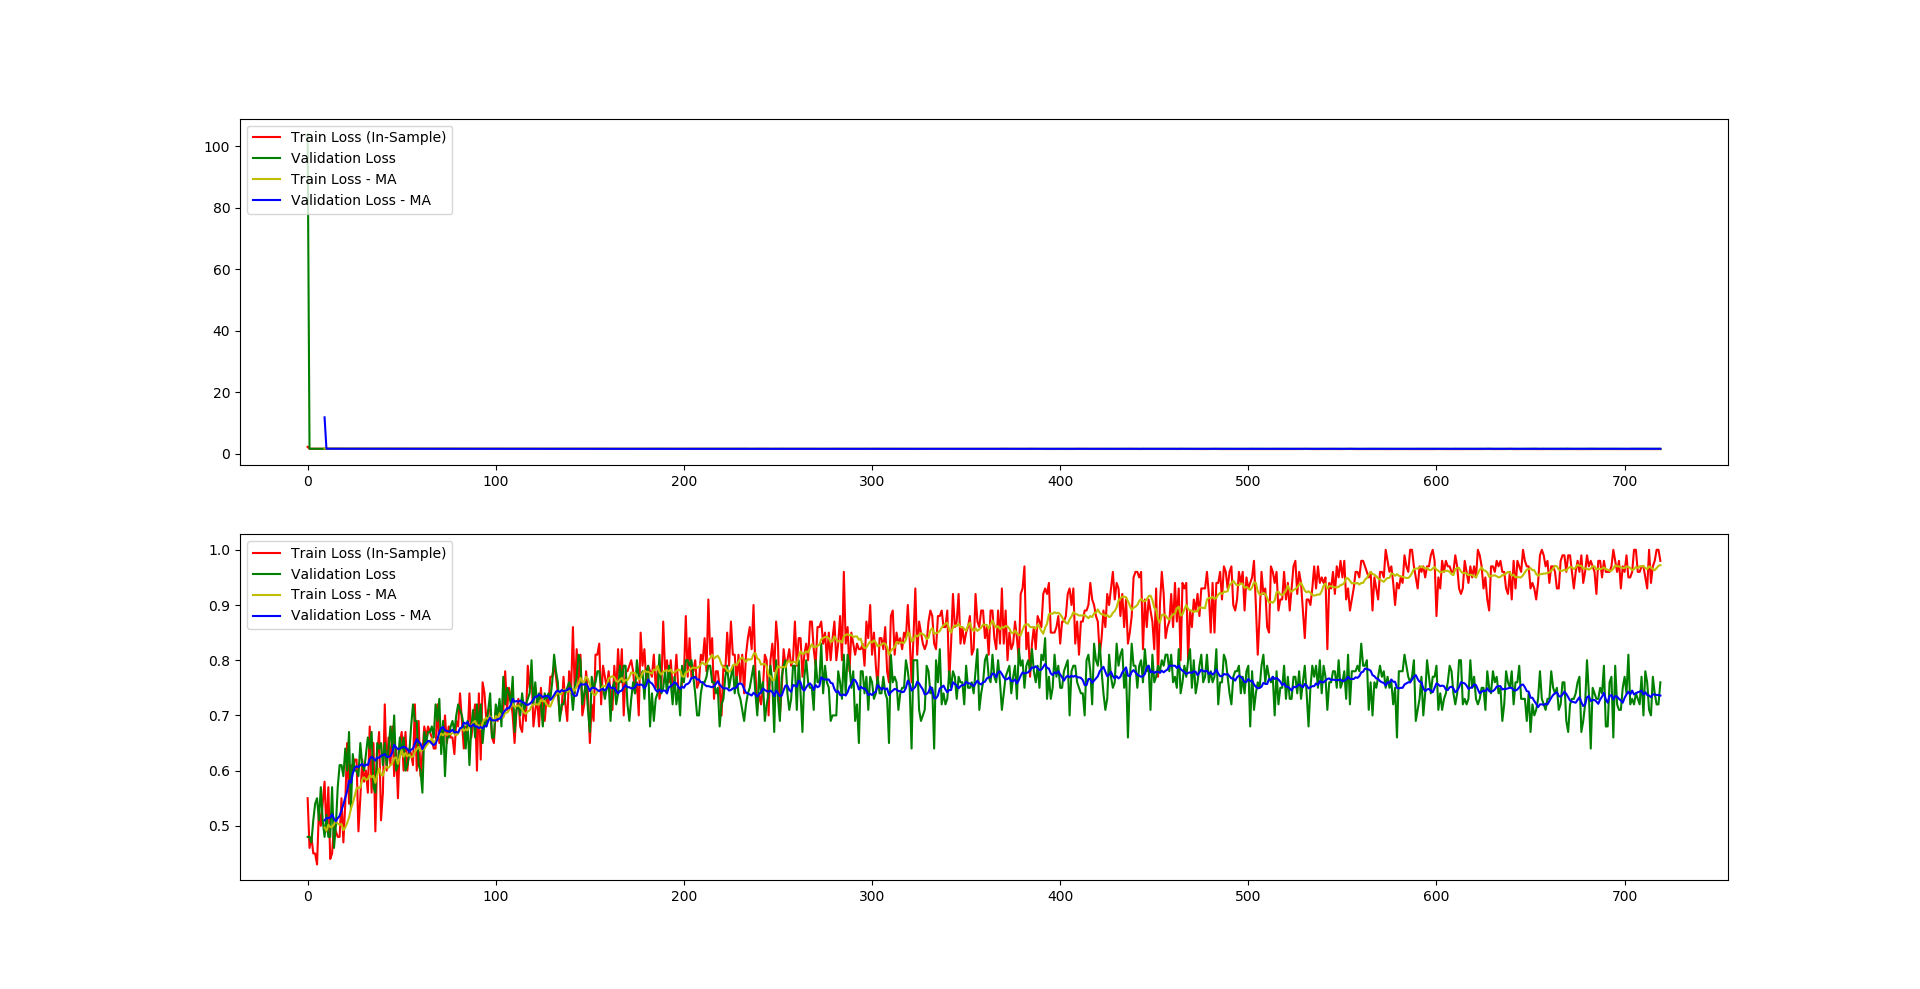 Train Loss (In-Sample)
Validation Loss
Train Loss - MA
Validation Loss - MA
100
80
60
40
20
0
0 100 200 300 400 500 600 700
Train Loss (In-Sample)
Validation Loss
Train Loss - MA
Validation Loss - MA
1.0
0.9
0.8
0.7
0.6
0.5
0 100 200 300 400 500 600 700